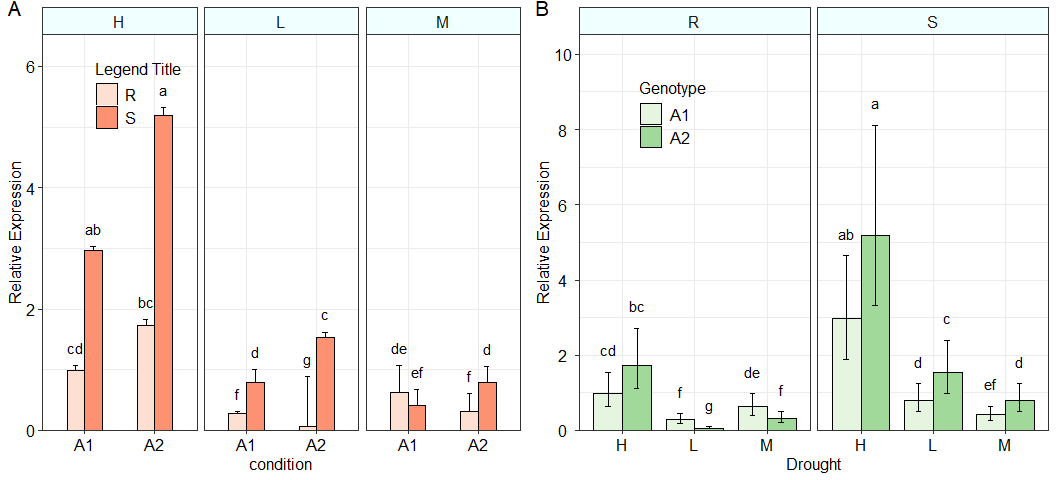 A
H
L
M
Legend Title
R
S
Relative Expression
6
4
2
0
cd
ab
bc
a
f
d
g
c
de
ef
f
d
A1
A2
A1
A2
A1
A2
condition
B
R
S
Genotype
A1
A2
Relative Expression
10
8
6
4
2
0
cd
bc
f
g
de
f
ab
a
d
c
ef
d
H
L
M
H
L
M
Drought